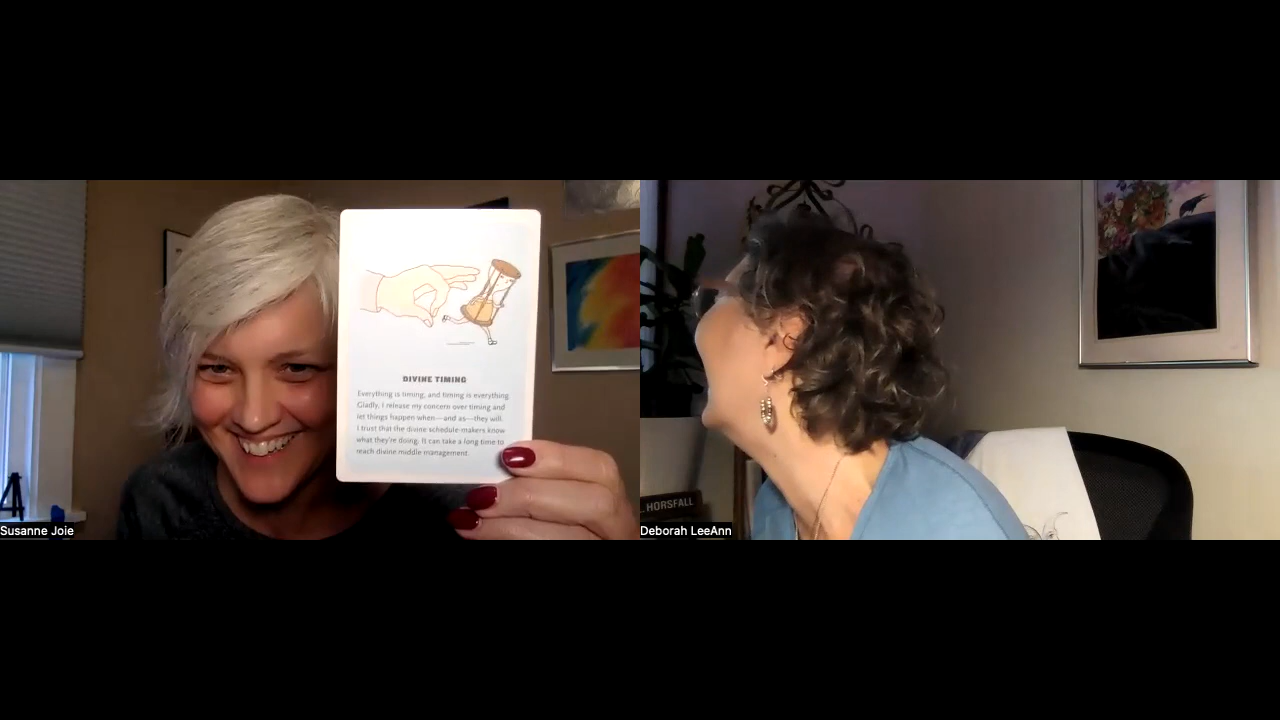 DIVINE TIMING
Everything is timing, and timing is everything.
Gladly, I release my concern over timing and
let things happen when—and as—they will.
I trust that the divine schedule-makers know
what they're doing. It can take a long time to
reach divine middle management.
HORSFALL
Susanne Joie
Deborah LeeAnn